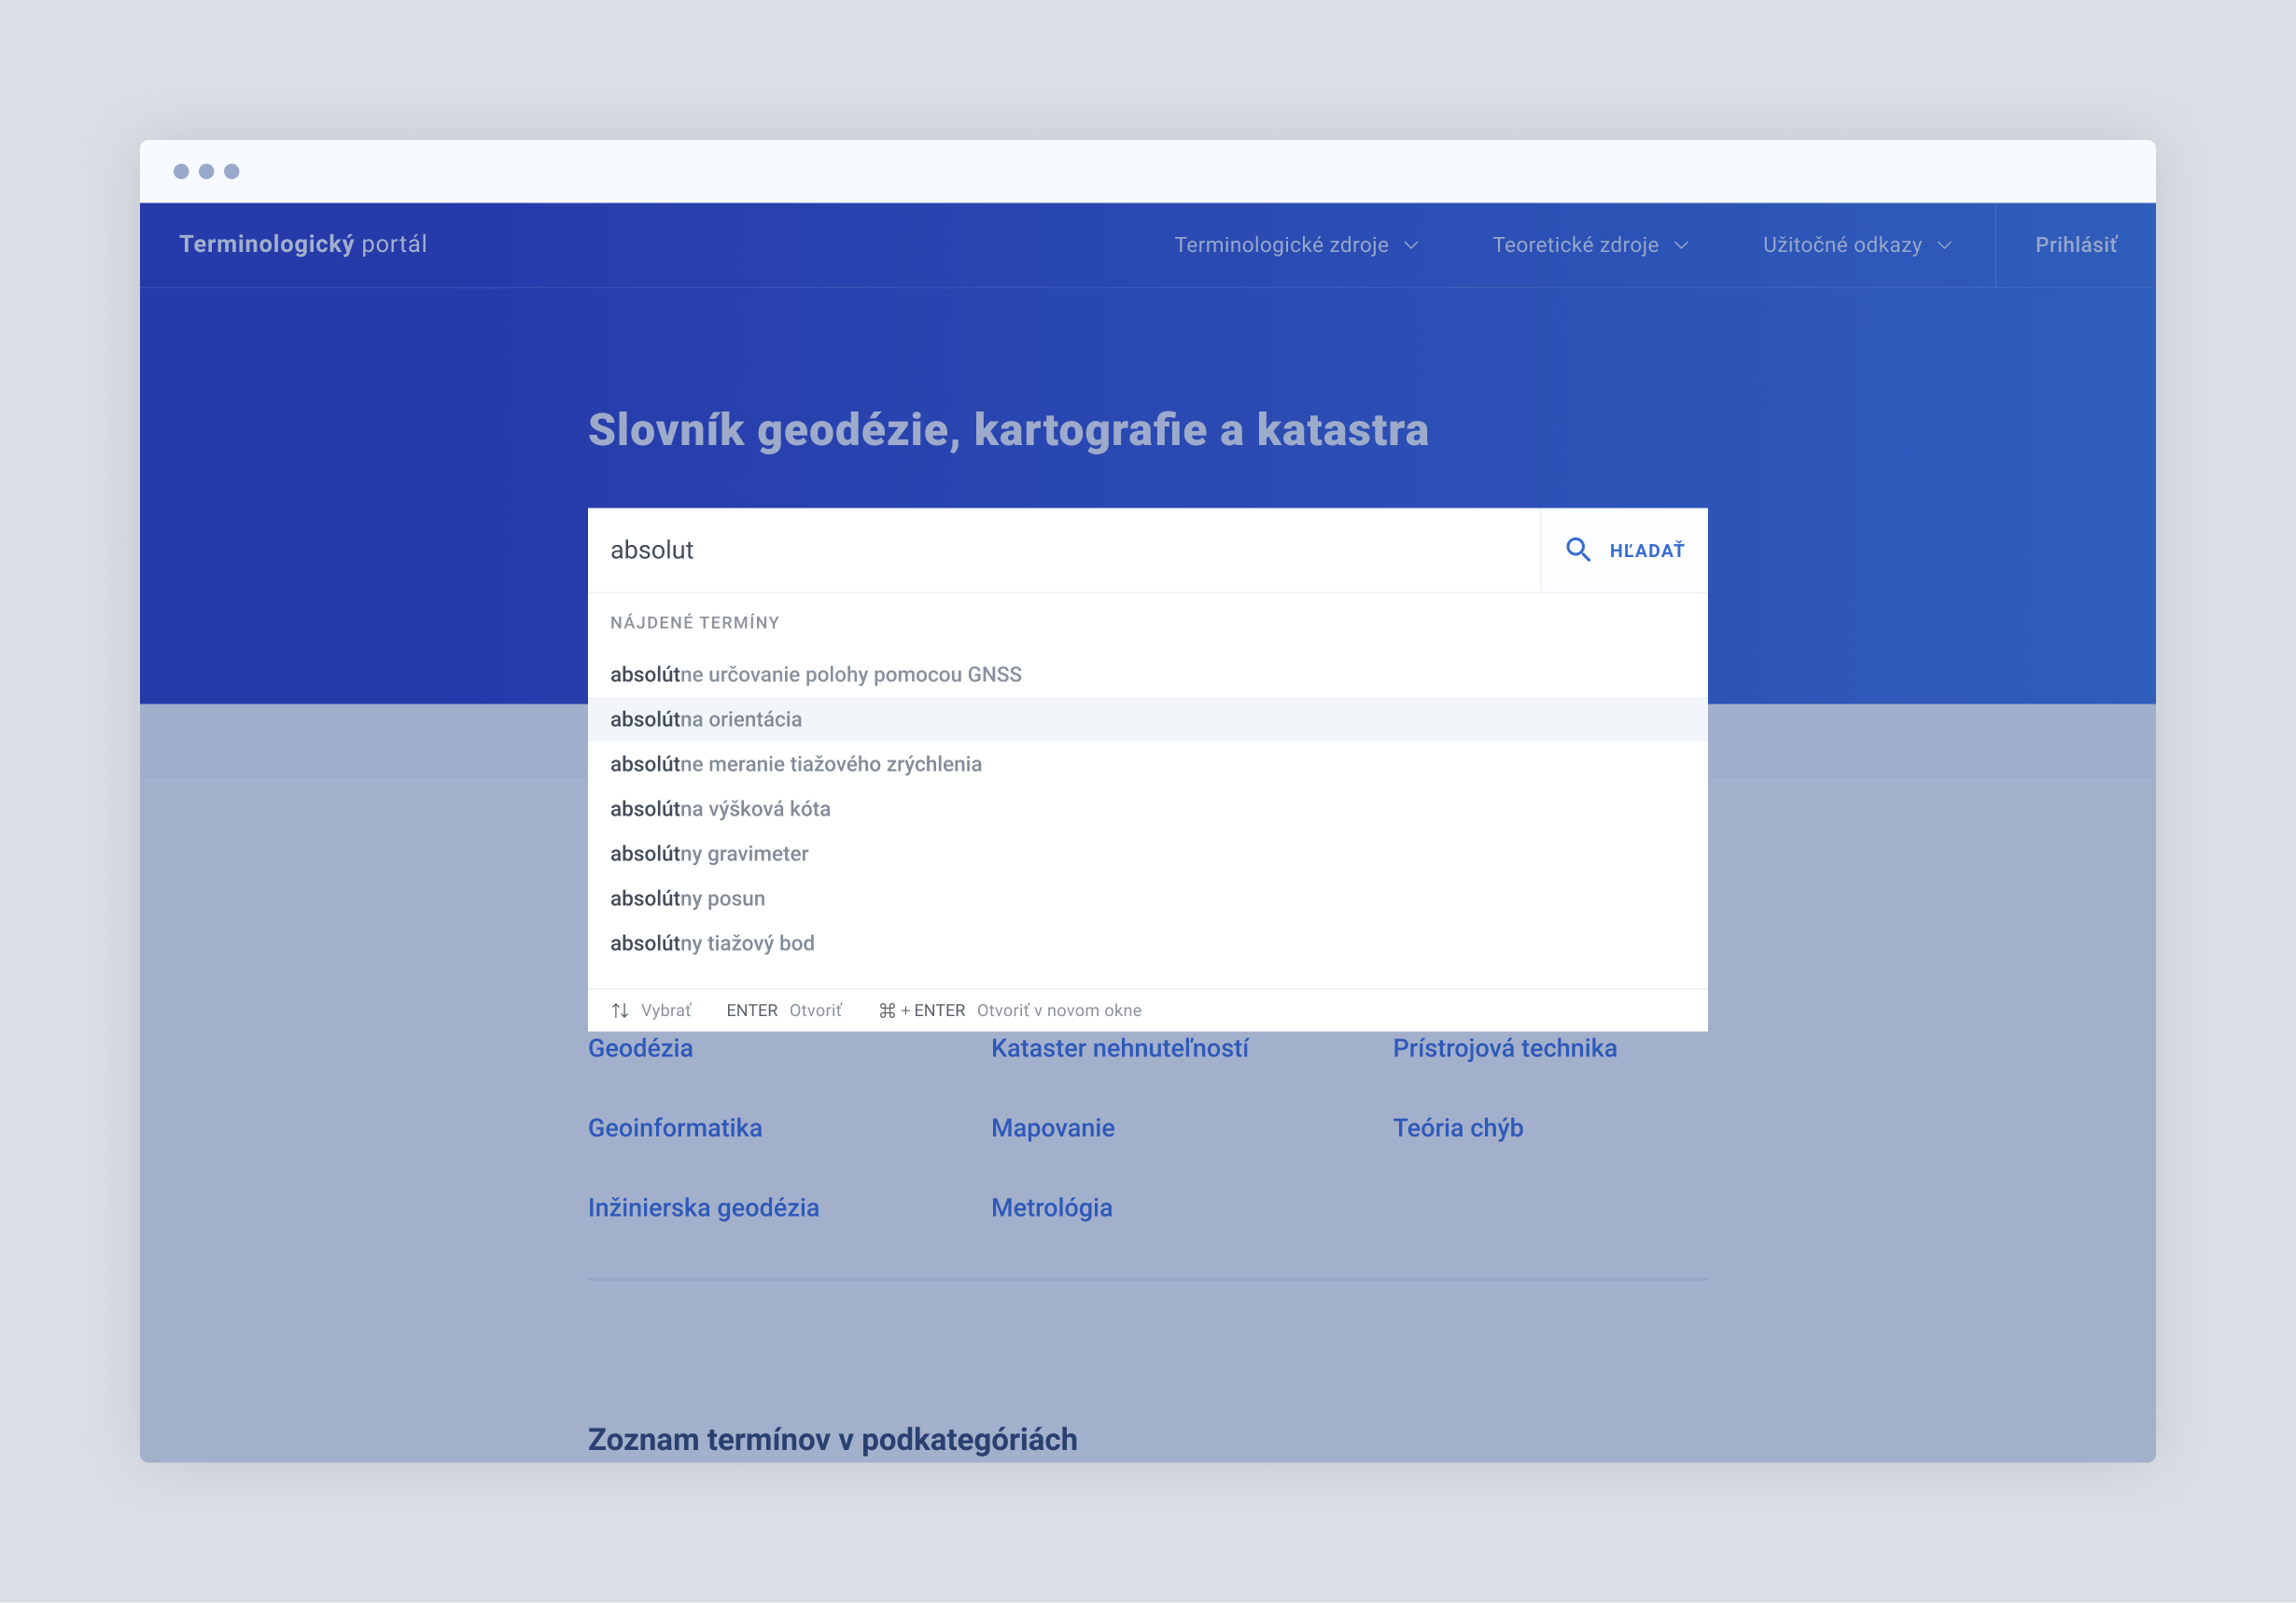 Terminologický portál
Terminologické zdroje
Teoretické zdroje
Užitočné odkazy
Prihlásiť
Slovník geodézie, kartografie a katastra
absolut
HĽADAŤ
NÁJDENÉ TERMÍNY
absolútne určovanie polohy pomocou GNSS
absolútna orientácia
absolútne meranie tiažového zrýchlenia
absolútna výšková kóta
absolútny gravimeter
absolútny posun
absolútny tiažový bod
↑↓ Vybrať ENTER Otvoriť ⌘ + ENTER Otvoriť v novom okne
Geodézia
Kataster nehnuteľností
Prístrojová technika
Geoinformatika
Mapovanie
Teória chýb
Inžinierska geodézia
Metrológia
Zoznam termínov v podkategóriách